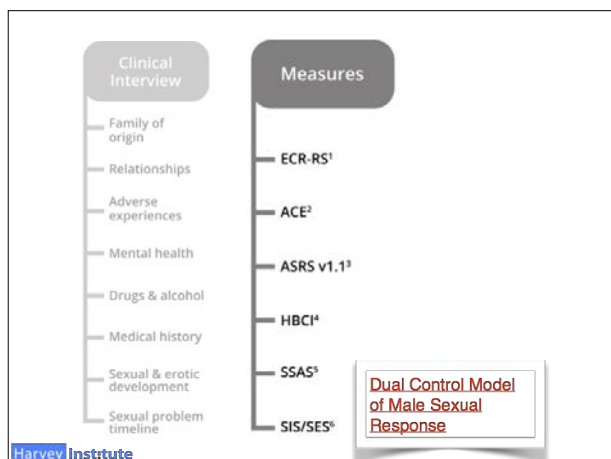 Clinical
Interview
Family of
origin
Relationships
Adverse
experiences
Mental health
Drugs & alcohol
Medical history
Sexual & erotic
development
Sexual problem
timeline
Measures
ECR-RS¹
ACE²
ASRS v1.1³
HBCI⁴
SSAS⁵
SIS/SES⁶
Dual Control Model
of Male Sexual
Response
Harvey Institute